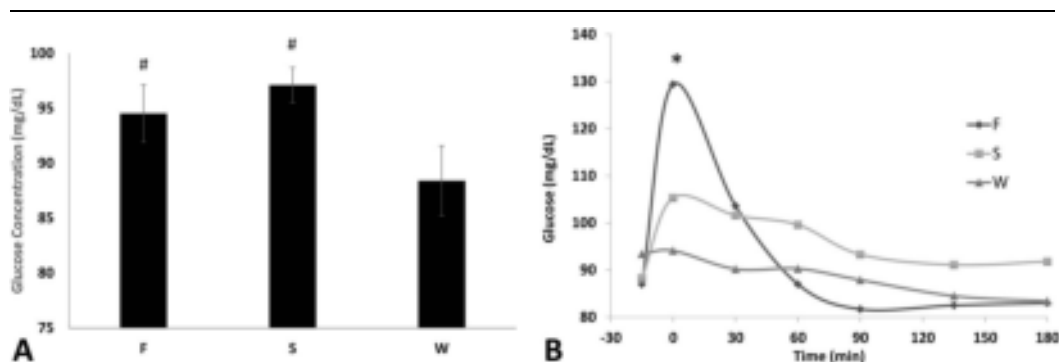 Glucose Concentration (mg/dL)
100
95
90
85
80
75
#
#
F
S
W
A
Glucose (mg/dL)
140
130
120
110
100
90
80
*
F
S
W
-30
0
30
60
90
120
150
180
Time (min)
B